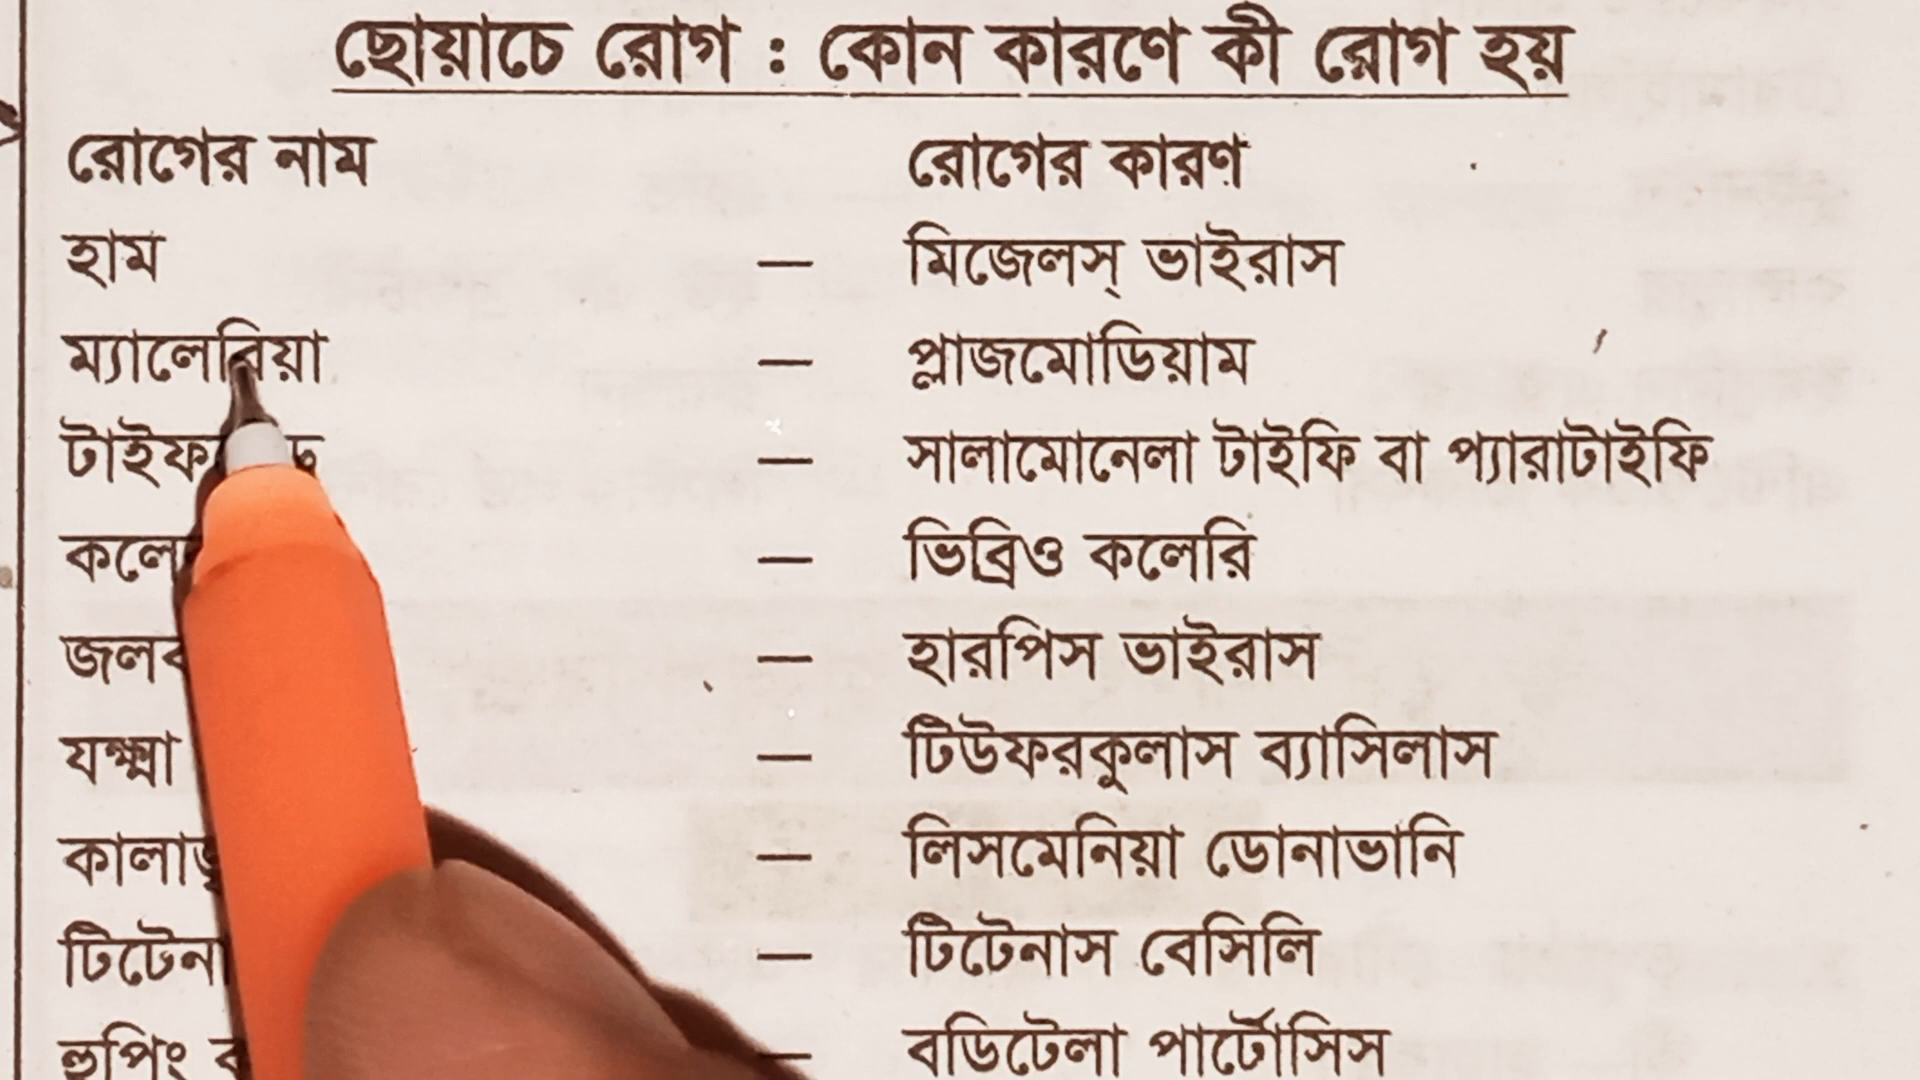 ছোয়াচে রোগ : কোন কারণে কী রোগ হয়
রোগের নাম রোগের কারণ
হাম — মিজেলস্ ভাইরাস
ম্যালেরিয়া — প্লাজমোডিয়াম
— সালামোনেলা টাইফি বা প্যারাটাইফি
— ভিব্রিও কলেরি
— হারপিস ভাইরাস
যক্ষ্মা — টিউফরকুলাস ব্যাসিলাস
— লিসমেনিয়া ডোনাভানি
— টিটেনাস বেসিলি
হুপিং — বডিটেলা পার্টোসিস